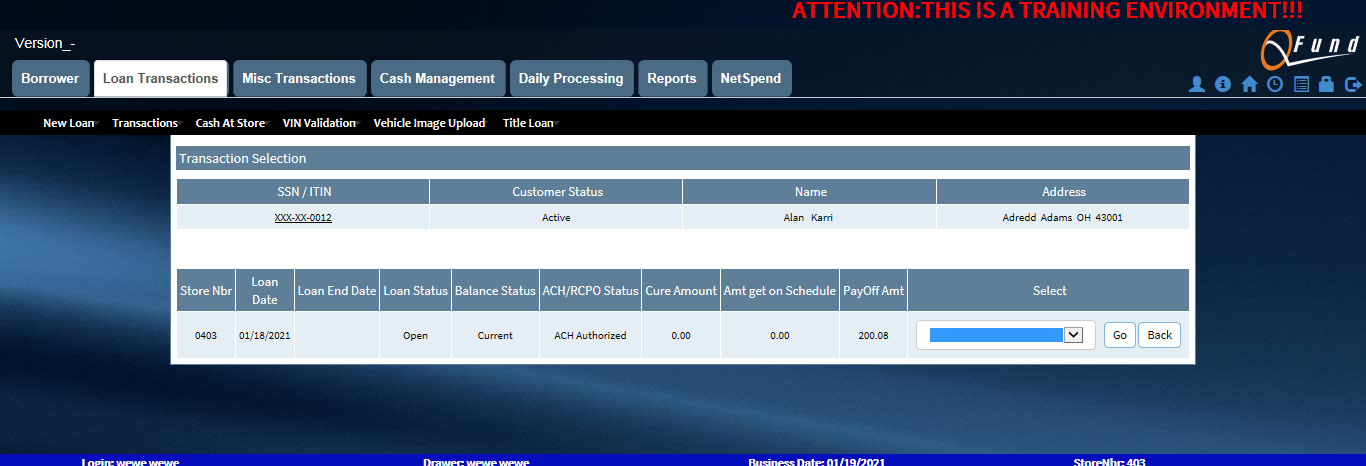 ATTENTION:THIS IS A TRAINING ENVIRONMENT!!!
Version_-
QFund
Borrower Loan Transactions Misc Transactions Cash Management Daily Processing Reports NetSpend
New Loan Transactions Cash At Store VIN Validation Vehicle Image Upload Title Loan
Transaction Selection
SSN / ITIN Customer Status Name Address
XXX-XX-0012 Active Alan Karri Adredd Adams OH 43001
Store Nbr Loan Date Loan End Date Loan Status Balance Status ACH/RCPO Status Cure Amount Amt get on Schedule PayOff Amt Select
0403 01/18/2021 Open Current ACH Authorized 0.00 0.00 200.08 Go Back
Login: wewe wewe Drawer: wewe wewe Business Date: 01/19/2021 StoreNbr: 403